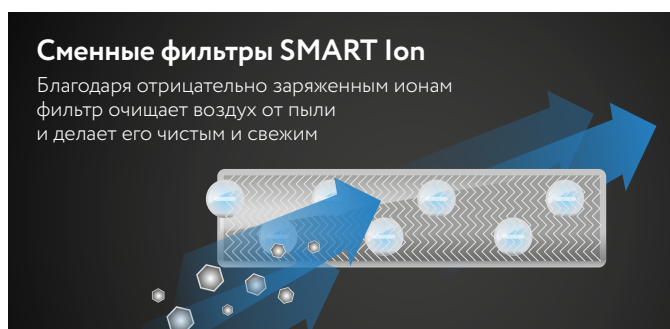 Сменные фильтры SMART Ion
Благодаря отрицательно заряженным ионам
фильтр очищает воздух от пыли
и делает его чистым и свежим